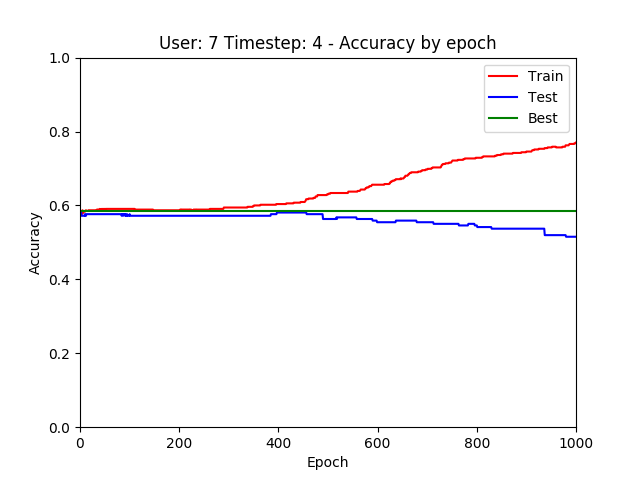 User: 7 Timestep: 4 - Accuracy by epoch
1.0
0.8
0.6
0.4
0.2
0.0
Accuracy
Train
Test
Best
0 200 400 600 800 1000
Epoch